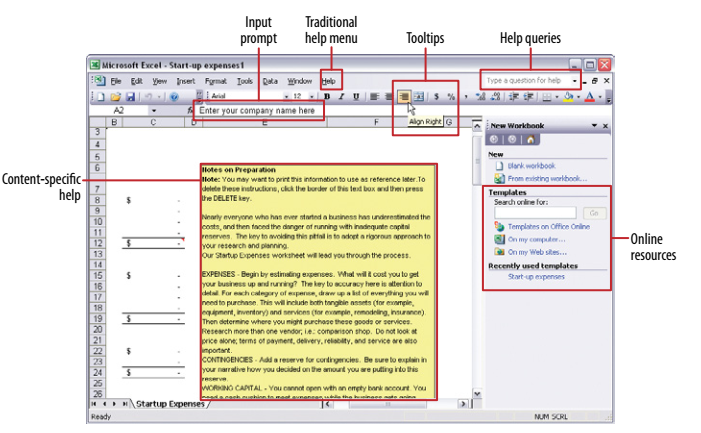 Input prompt
Traditional help menu
Tooltips
Help queries
Microsoft Excel - Start-up expenses1
File Edit View Insert Format Tools Data Window Help
Type a question for help
Arial 12 B I U $ % ,
A2 fx Enter your company name here
Align Right
B C D E F G
New Workbook
New
Blank workbook
From existing workbook...
Templates
Search online for:
Go
Templates on Office Online
On my computer...
On my Web sites...
Recently used templates
Start-up expenses
Content-specific help
Online resources
3
4
5
6
7
8 $ -
9 -
10 -
11 -
12 $ -
13
14
15 $ -
16 -
17 -
18 -
19 $ -
20
21
22 $ -
23 -
24 $ -
25
26
Notes on Preparation
Note: You may want to print this information to use as reference later.To
delete these instructions, click the border of this text box and then press
the DELETE key.
Nearly everyone who has ever started a business has underestimated the
costs, and then faced the danger of running with inadequate capital
reserves. The key to avoiding this pitfall is to adopt a rigorous approach to
your research and planning.
Our Startup Expenses worksheet will lead you through the process.
EXPENSES - Begin by estimating expenses. What will it cost you to get
your business up and running? The key to accuracy here is attention to
detail. For each category of expense, draw up a list of everything you will
need to purchase. This will include both tangible assets (for example,
equipment, inventory) and services (for example, remodeling, insurance).
Then determine where you might purchase these goods or services.
Research more than one vendor; i.e.: comparison shop. Do not look at
price alone; terms of payment, delivery, reliability, and service are also
important.
CONTINGENCIES - Add a reserve for contingencies. Be sure to explain in
your narrative how you decided on the amount you are putting into this
reserve.
WORKING CAPITAL - You cannot open with an empty bank account. You
need a cash cushion to meet expenses while the business gets going.
Startup Expenses
Ready
NUM SCRL